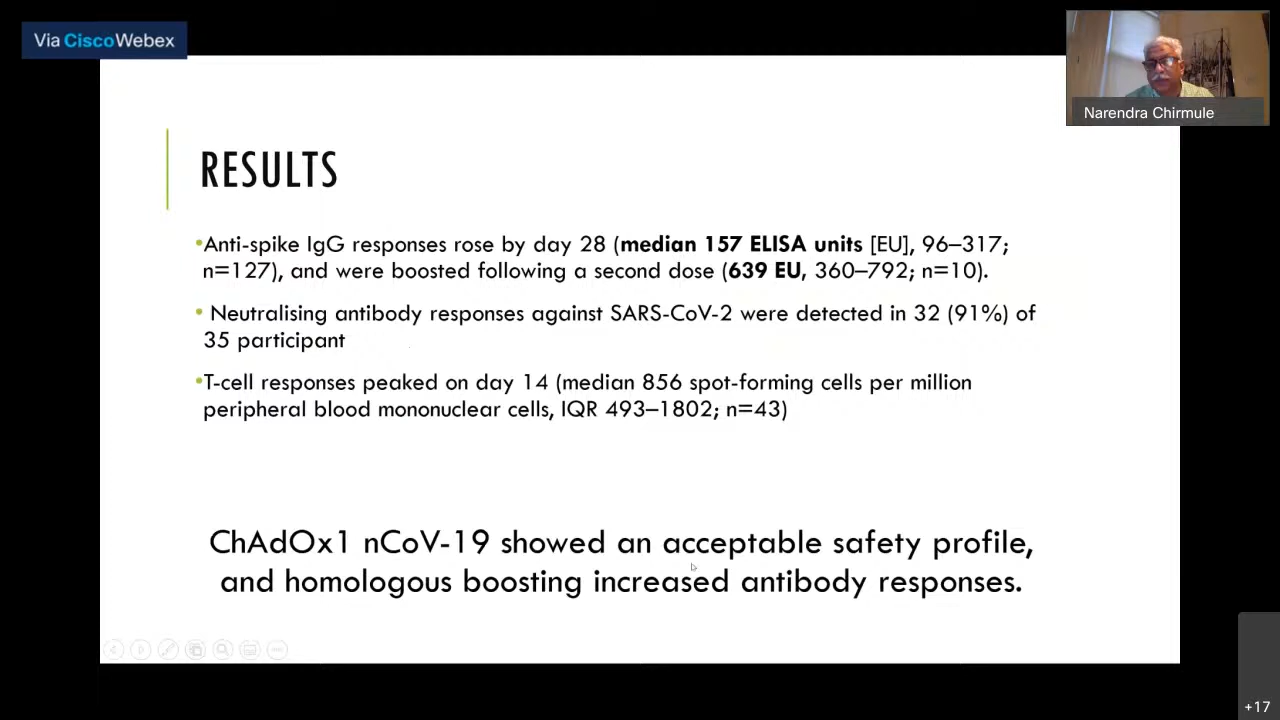 Via CiscoWebex
Narendra Chirmule
RESULTS
•Anti-spike IgG responses rose by day 28 (median 157 ELISA units [EU], 96–317;
n=127), and were boosted following a second dose (639 EU, 360–792; n=10).
• Neutralising antibody responses against SARS-CoV-2 were detected in 32 (91%) of
35 participant
•T-cell responses peaked on day 14 (median 856 spot-forming cells per million
peripheral blood mononuclear cells, IQR 493–1802; n=43)
ChAdOx1 nCoV-19 showed an acceptable safety profile,
and homologous boosting increased antibody responses.
+17